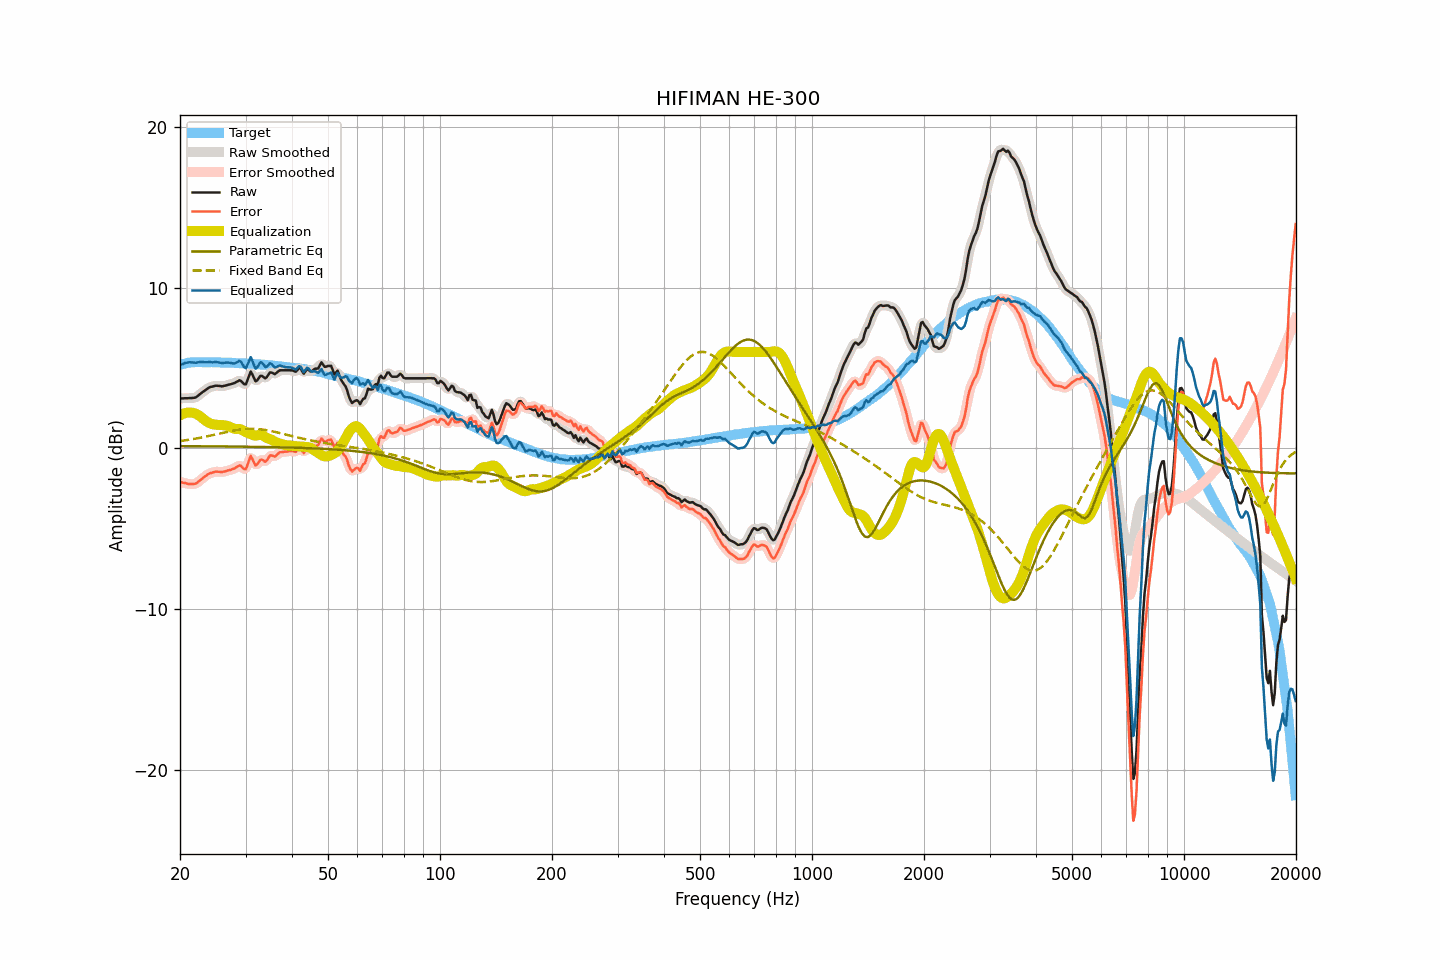 HIFIMAN HE-300
Target
Raw Smoothed
Error Smoothed
Raw
Error
Equalization
Parametric Eq
Fixed Band Eq
Equalized
20
10
0
−10
−20
Amplitude (dBr)
20 50 100 200 500 1000 2000 5000 10000 20000
Frequency (Hz)